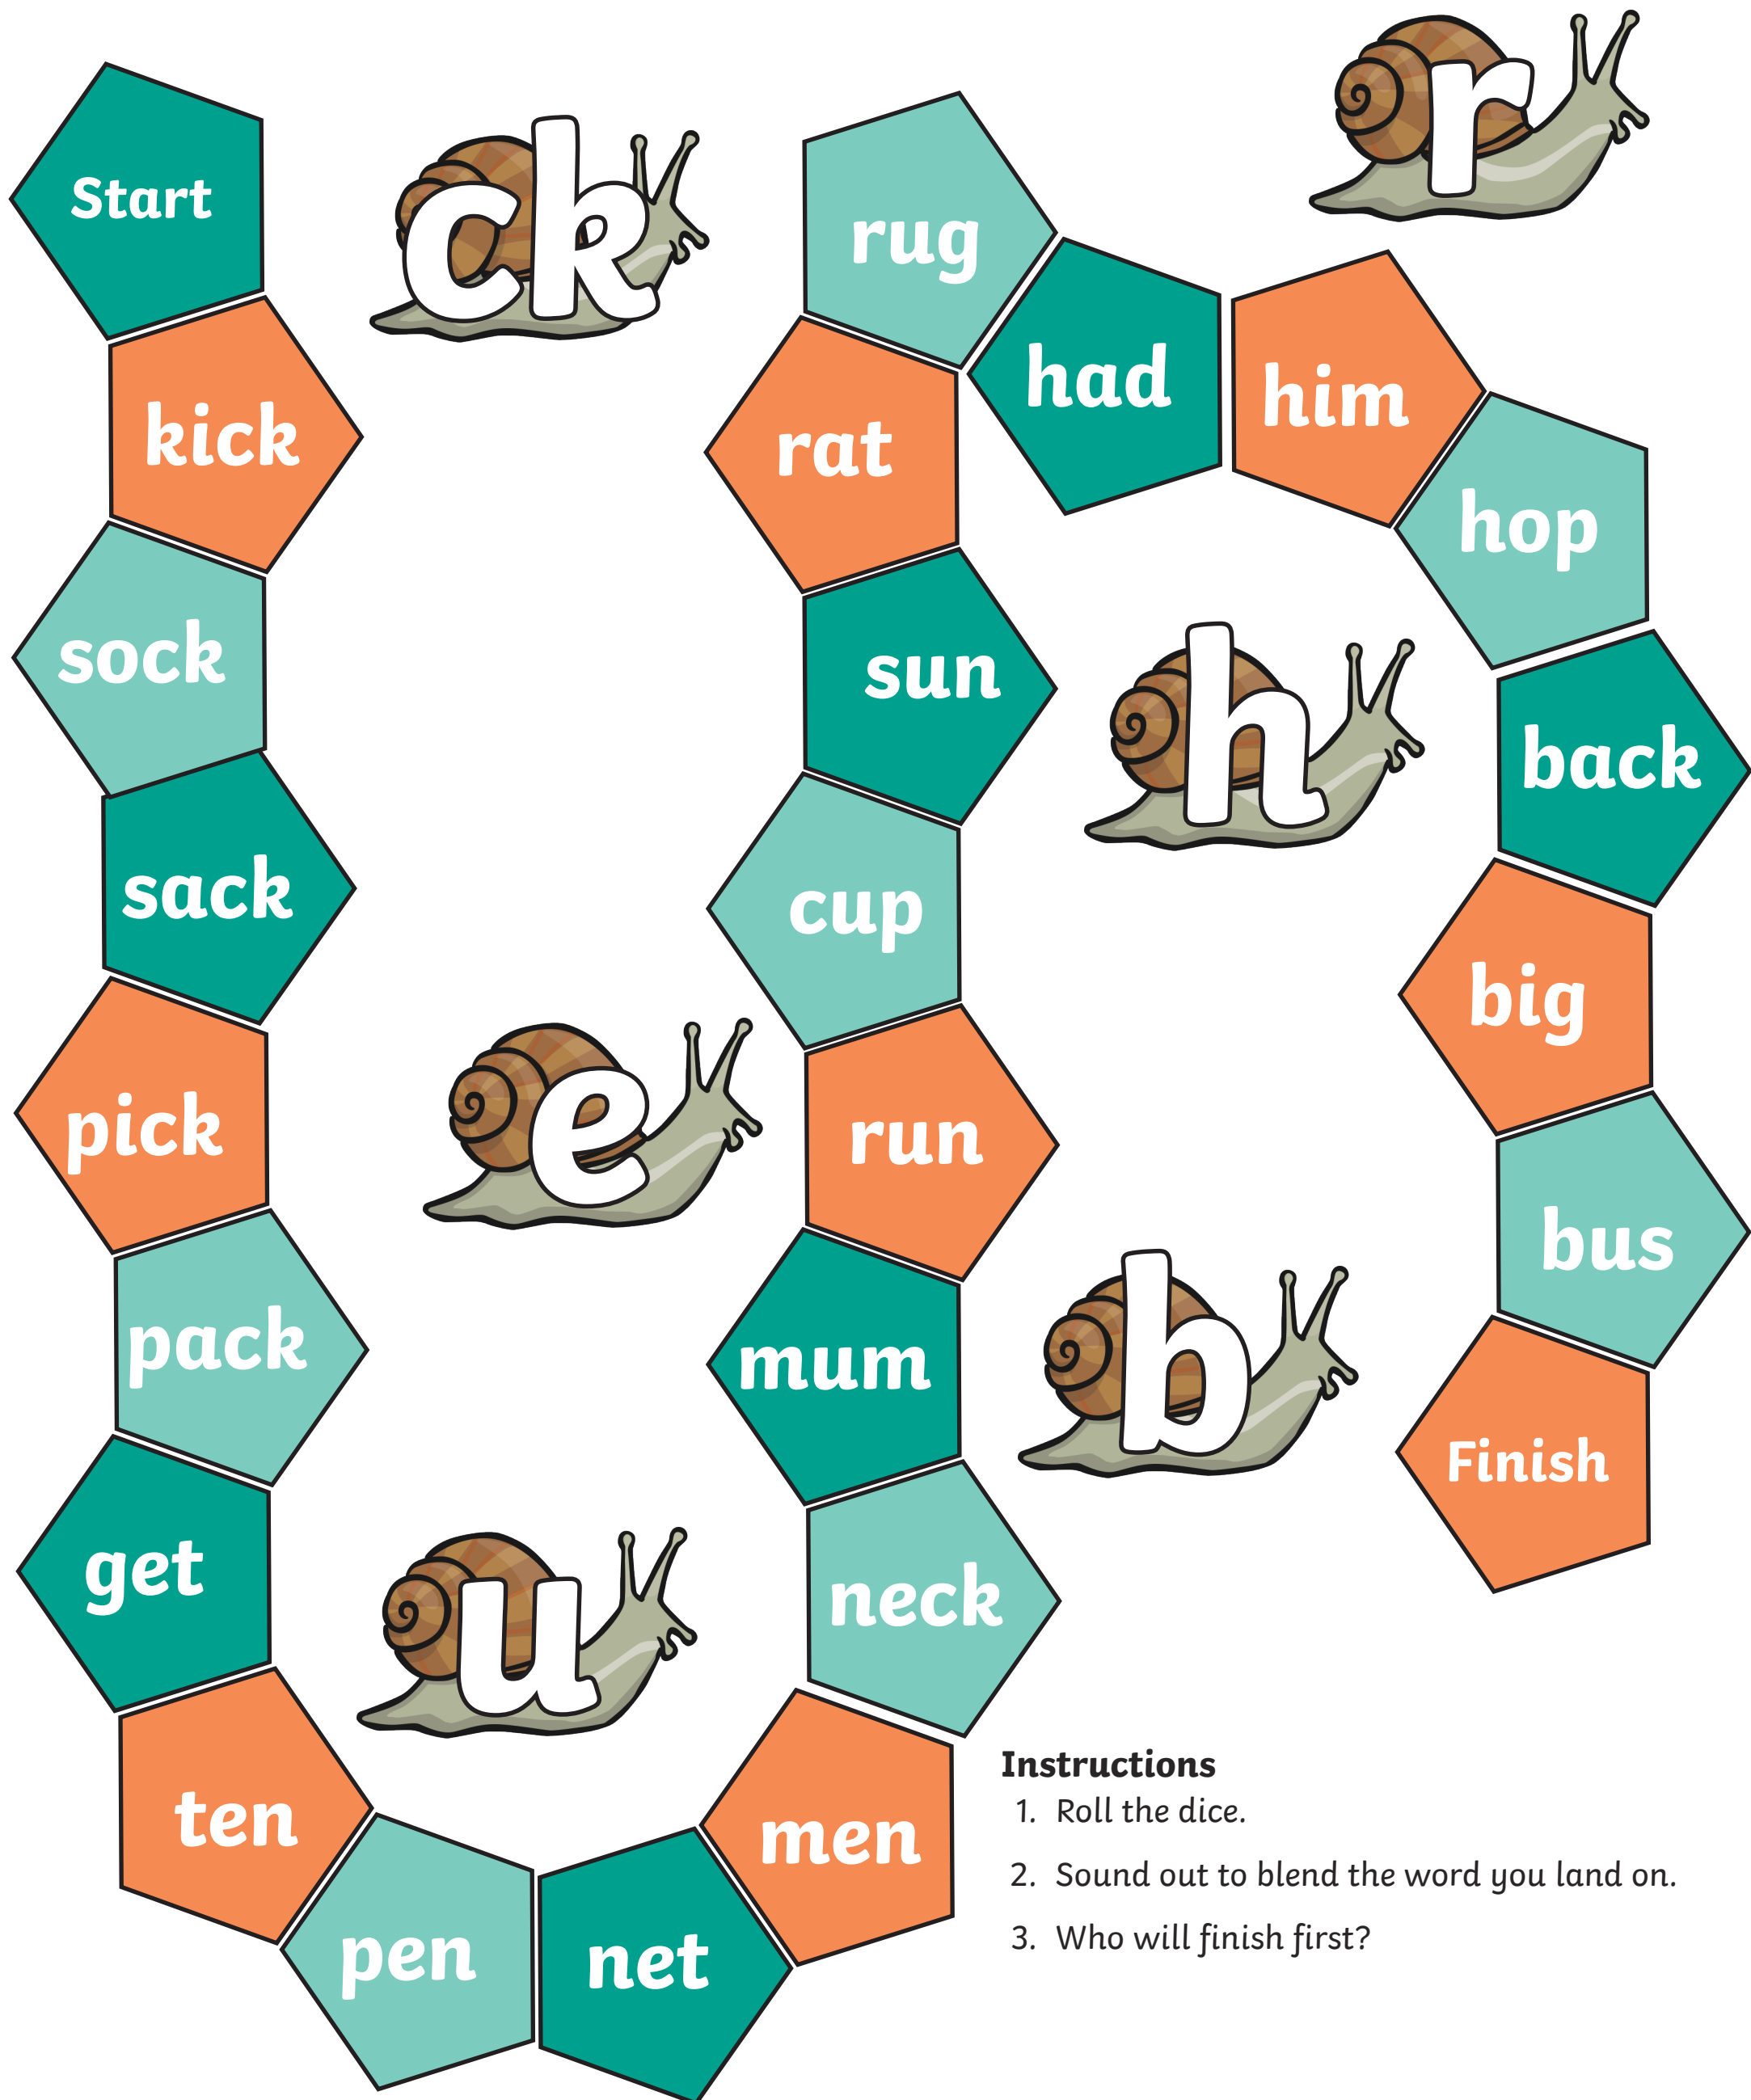 Start
kick
sock
sack
pick
pack
get
ten
pen
net
men
neck
mum
run
cup
sun
rat
rug
had
him
hop
back
big
bus
Finish
ck
e
u
r
h
b
Instructions
1. Roll the dice.
2. Sound out to blend the word you land on.
3. Who will finish first?